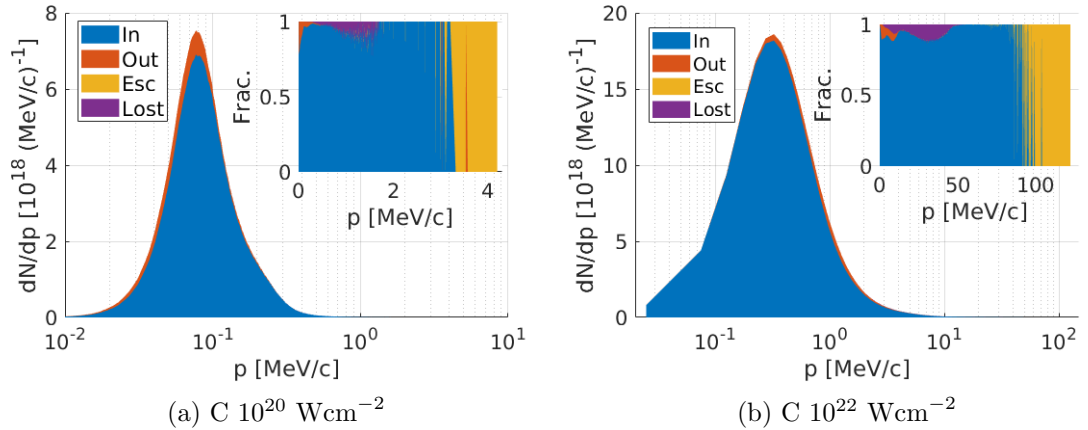 dN/dp [10^18 (MeV/c)^-1]
8
6
4
2
0
In
Out
Esc
Lost
Frac.
1
0.5
0
0 2 4
p [MeV/c]
10^-2 10^-1 10^0 10^1
p [MeV/c]
(a) C 10^20 Wcm^−2
dN/dp [10^18 (MeV/c)^-1]
20
15
10
5
0
In
Out
Esc
Lost
Frac.
1
0.5
0
0 50 100
p [MeV/c]
10^-1 10^0 10^1 10^2
p [MeV/c]
(b) C 10^22 Wcm^−2